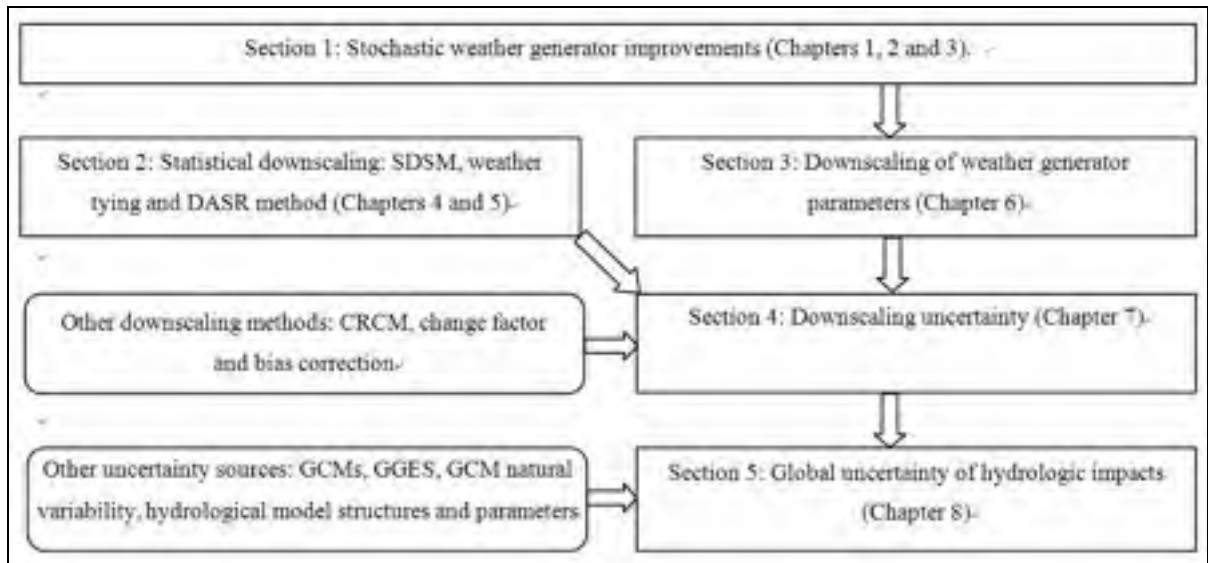 Section 1: Stochastic weather generator improvements (Chapters 1, 2 and 3).
Section 2: Statistical downscaling: SDSM, weather
tying and DASR method (Chapters 4 and 5)
Section 3: Downscaling of weather generator
parameters (Chapter 6)
Other downscaling methods: CRCM, change factor
and bias correction
Section 4: Downscaling uncertainty (Chapter 7)
Other uncertainty sources: GCMs, GGES, GCM natural
variability, hydrological model structures and parameters
Section 5: Global uncertainty of hydrologic impacts
(Chapter 8)